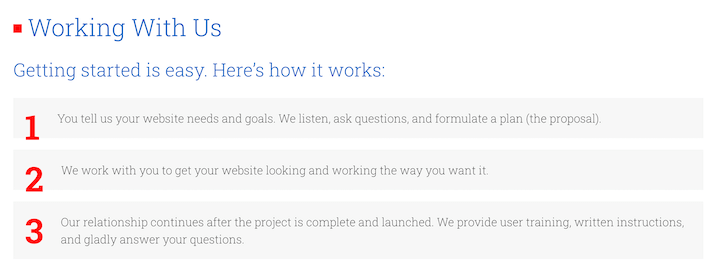 Working With Us
Getting started is easy. Here's how it works:
1 You tell us your website needs and goals. We listen, ask questions, and formulate a plan (the proposal).
2 We work with you to get your website looking and working the way you want it.
3 Our relationship continues after the project is complete and launched. We provide user training, written instructions,
and gladly answer your questions.